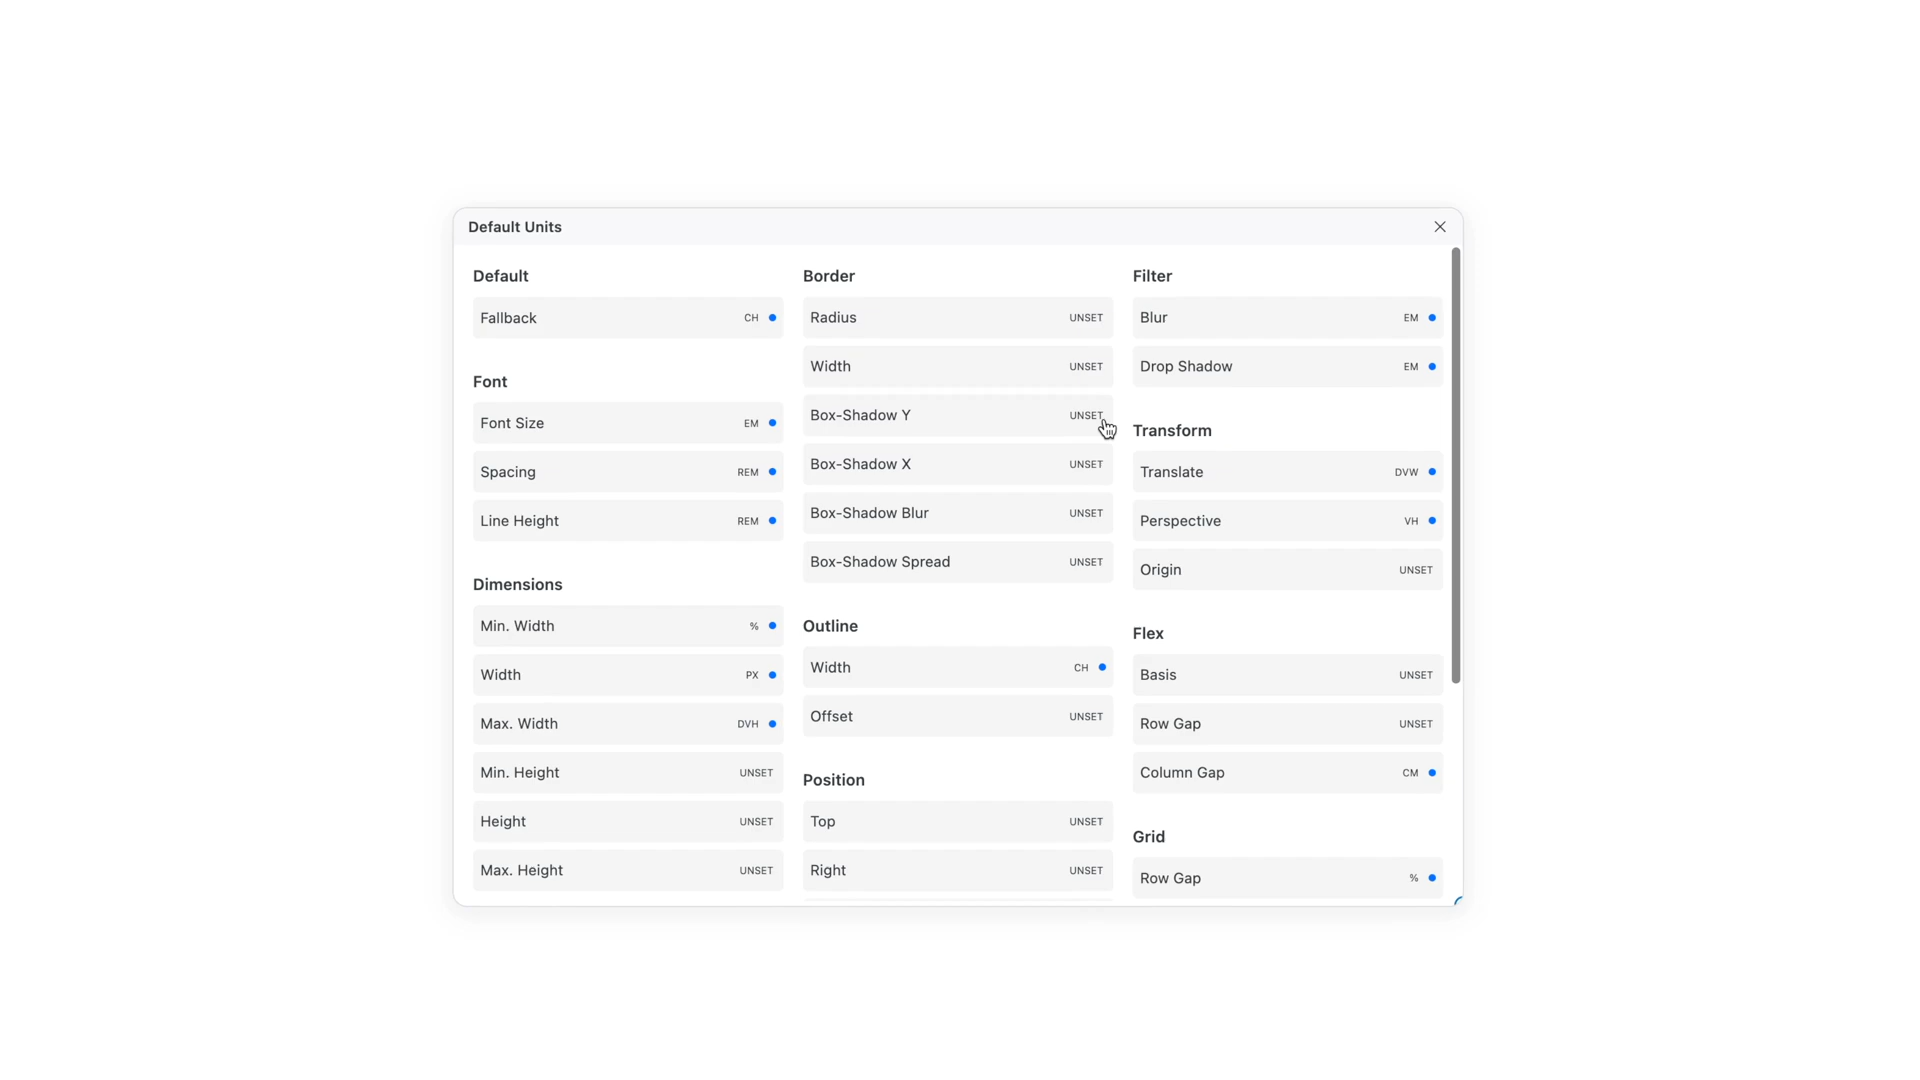 Default Units
Default
Fallback CH
Font
Font Size EM
Spacing REM
Line Height REM
Dimensions
Min. Width %
Width PX
Max. Width DVH
Min. Height UNSET
Height UNSET
Max. Height UNSET
Border
Radius UNSET
Width UNSET
Box-Shadow Y UNSET
Box-Shadow X UNSET
Box-Shadow Blur UNSET
Box-Shadow Spread UNSET
Outline
Width CH
Offset UNSET
Position
Top UNSET
Right UNSET
Filter
Blur EM
Drop Shadow EM
Transform
Translate DVW
Perspective VH
Origin UNSET
Flex
Basis UNSET
Row Gap UNSET
Column Gap CM
Grid
Row Gap %